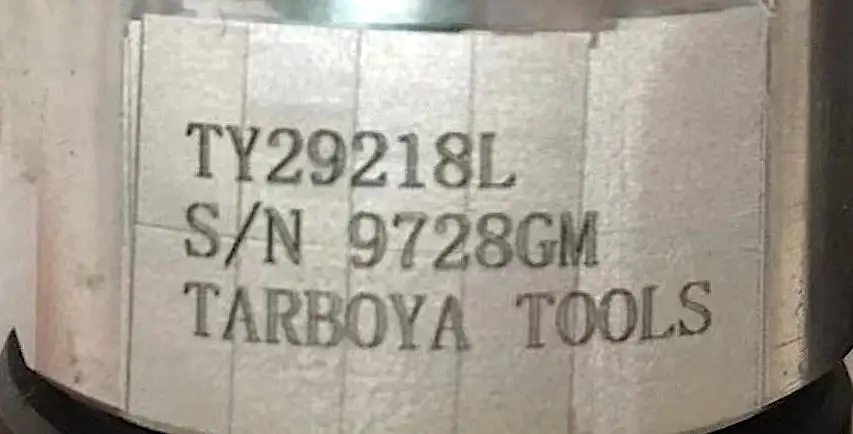 TY29218L
S/N 9728GM
TARBOYA TOOLS